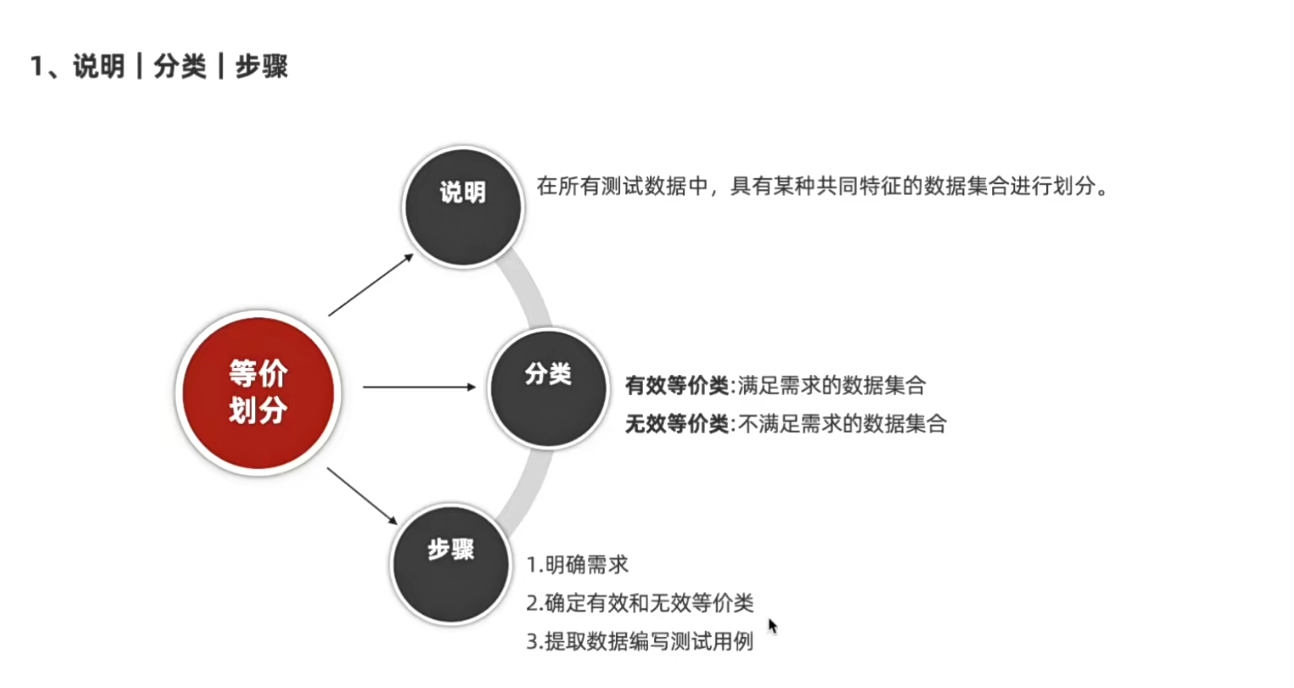 1、说明｜分类｜步骤
说明
在所有测试数据中，具有某种共同特征的数据集合进行划分。
等价
划分
分类
有效等价类:满足需求的数据集合
无效等价类:不满足需求的数据集合
步骤
1.明确需求
2.确定有效和无效等价类
3.提取数据编写测试用例